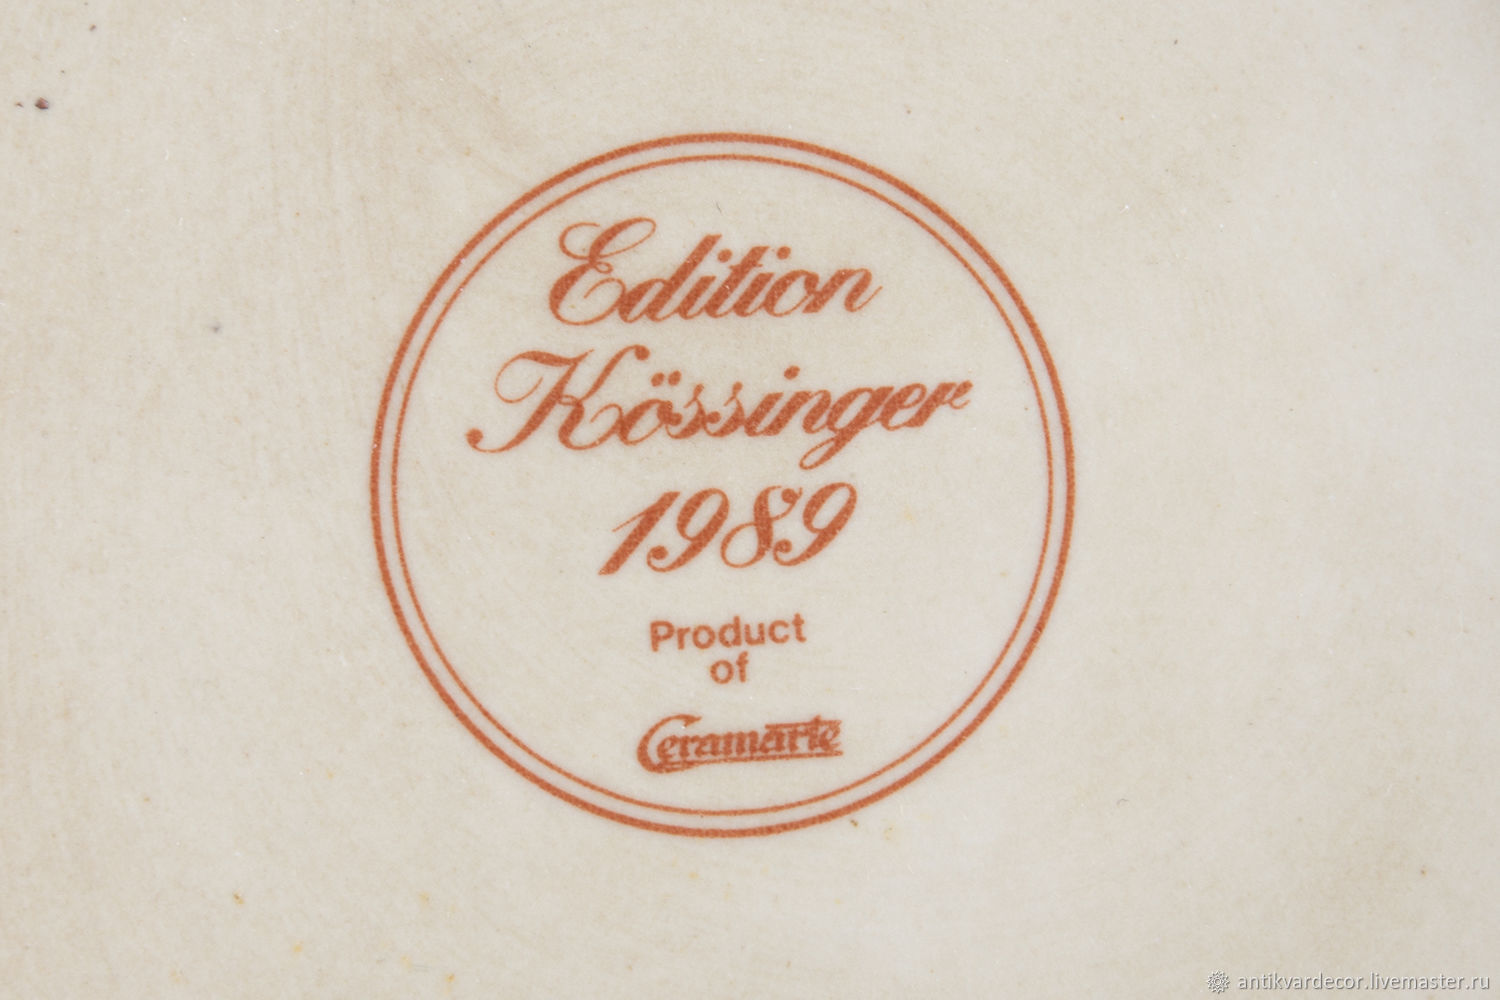 Edition
Kössinger
1989
Product
of
Ceramarte
antikvardecor.livemaster.ru